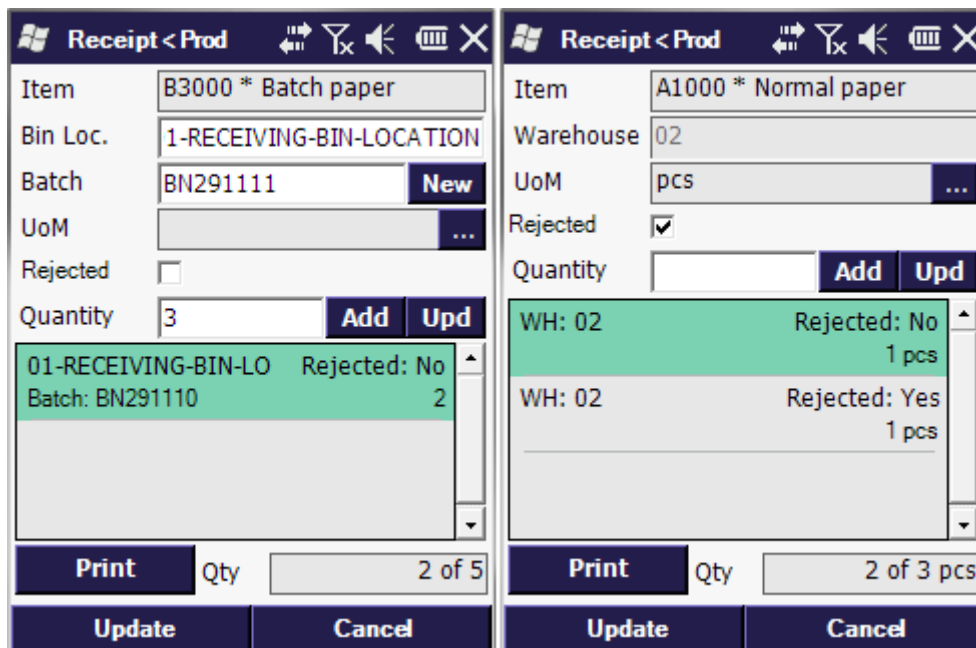 Receipt < Prod
Item B3000 * Batch paper
Bin Loc. 1-RECEIVING-BIN-LOCATION
Batch BN291111 New
UoM ...
Rejected
Quantity 3 Add Upd
01-RECEIVING-BIN-LO Rejected: No
Batch: BN291110 2
Print Qty 2 of 5
Update Cancel
Receipt < Prod
Item A1000 * Normal paper
Warehouse 02
UoM pcs ...
Rejected
Quantity Add Upd
WH: 02 Rejected: No
1 pcs
WH: 02 Rejected: Yes
1 pcs
Print Qty 2 of 3 pcs
Update Cancel